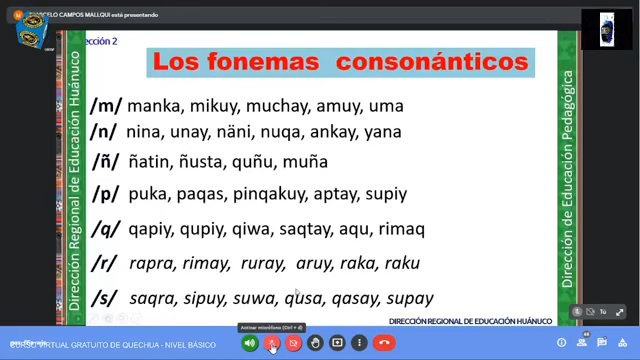 MARCELO CAMPOS MALLQUI está presentando
ección 2
Los fonemas consonánticos
/m/ manka, mikuy, muchay, amuy, uma
/n/ nina, unay, näni, nuqa, ankay, yana
/ñ/ ñatin, ñusta, quñu, muña
/p/ puka, paqas, pinqakuy, aptay, supiy
/q/ qapiy, qupiy, qiwa, saqtay, aqu, rimaq
/r/ rapra, rimay, ruray, aruy, raka, raku
/s/ saqra, sipuy, suwa, qusa, qasay, supay
Dirección Regional de Educación Huánuco
Dirección de Educación Pedagógica
DIRECCIÓN REGIONAL DE EDUCACIÓN HUÁNUCO
Tú
Activar micrófono (Ctrl + d)
CURSO VIRTUAL GRATUITO DE QUECHUA - NIVEL BÁSICO